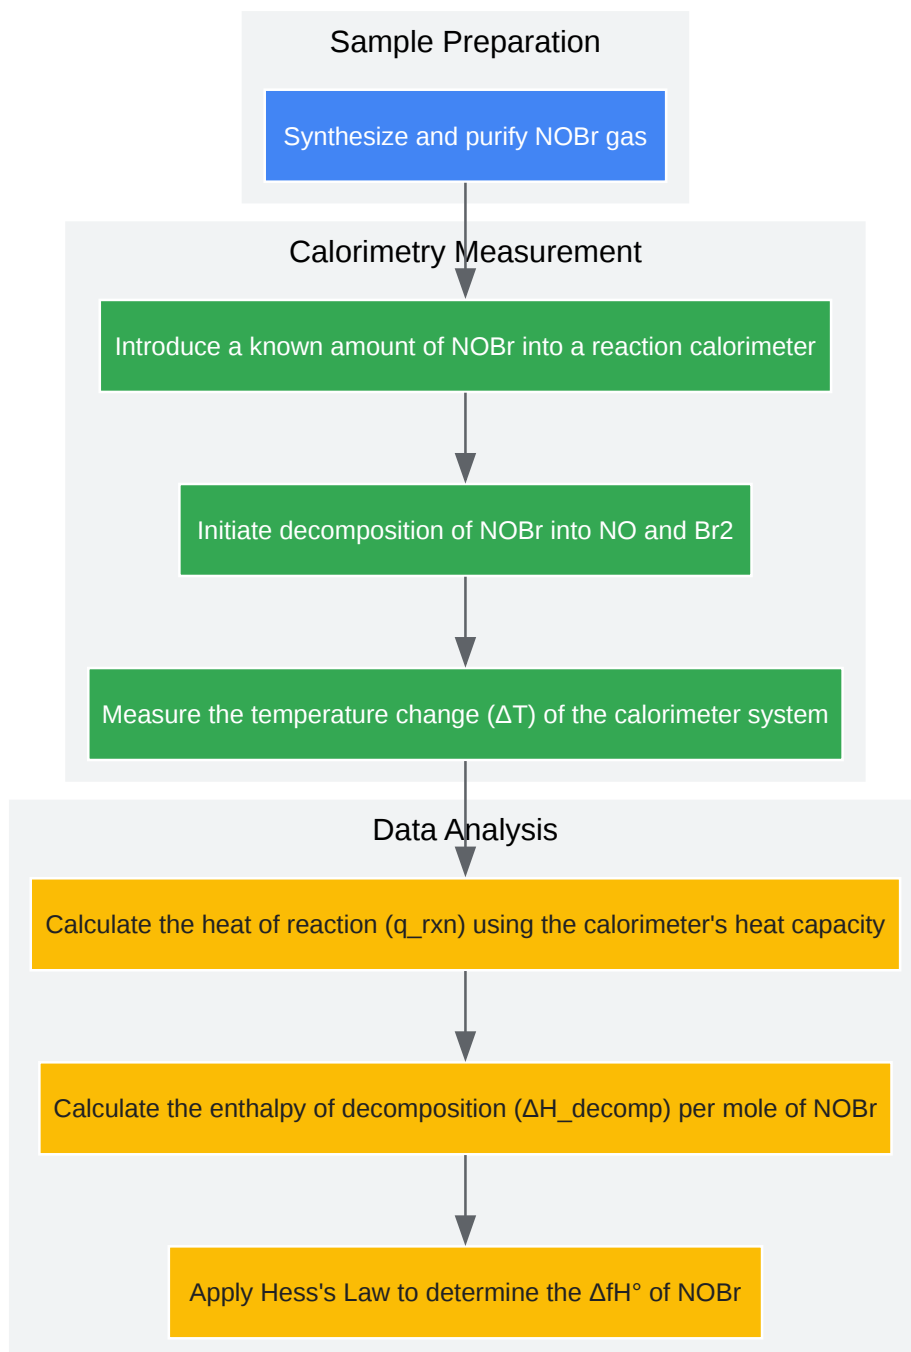 Sample Preparation
Synthesize and purify NOBr gas
Calorimetry Measurement
Introduce a known amount of NOBr into a reaction calorimeter
Initiate decomposition of NOBr into NO and Br2
Measure the temperature change (ΔT) of the calorimeter system
Data Analysis
Calculate the heat of reaction (q_rxn) using the calorimeter's heat capacity
Calculate the enthalpy of decomposition (ΔH_decomp) per mole of NOBr
Apply Hess's Law to determine the ΔfH° of NOBr